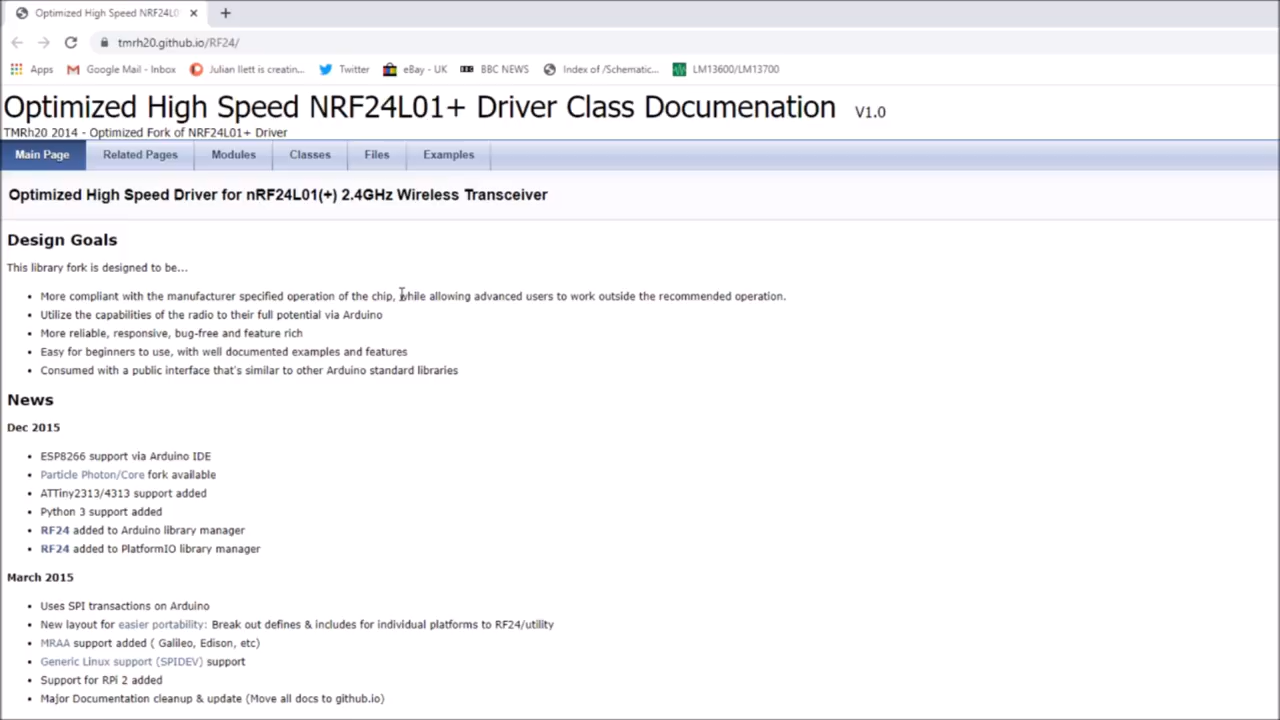 Optimized High Speed NRF24L0
tmrh20.github.io/RF24/
Apps Google Mail - Inbox Julian Ilett is creatin... Twitter eBay - UK BBC NEWS Index of /Schematic... LM13600/LM13700
Optimized High Speed NRF24L01+ Driver Class Documenation V1.0
TMRh20 2014 - Optimized Fork of NRF24L01+ Driver
Main Page Related Pages Modules Classes Files Examples
Optimized High Speed Driver for nRF24L01(+) 2.4GHz Wireless Transceiver
Design Goals
This library fork is designed to be...
• More compliant with the manufacturer specified operation of the chip, while allowing advanced users to work outside the recommended operation.
• Utilize the capabilities of the radio to their full potential via Arduino
• More reliable, responsive, bug-free and feature rich
• Easy for beginners to use, with well documented examples and features
• Consumed with a public interface that's similar to other Arduino standard libraries
News
Dec 2015
• ESP8266 support via Arduino IDE
• Particle Photon/Core fork available
• ATTiny2313/4313 support added
• Python 3 support added
• RF24 added to Arduino library manager
• RF24 added to PlatformIO library manager
March 2015
• Uses SPI transactions on Arduino
• New layout for easier portability: Break out defines & includes for individual platforms to RF24/utility
• MRAA support added ( Galileo, Edison, etc)
• Generic Linux support (SPIDEV) support
• Support for RPi 2 added
• Major Documentation cleanup & update (Move all docs to github.io)